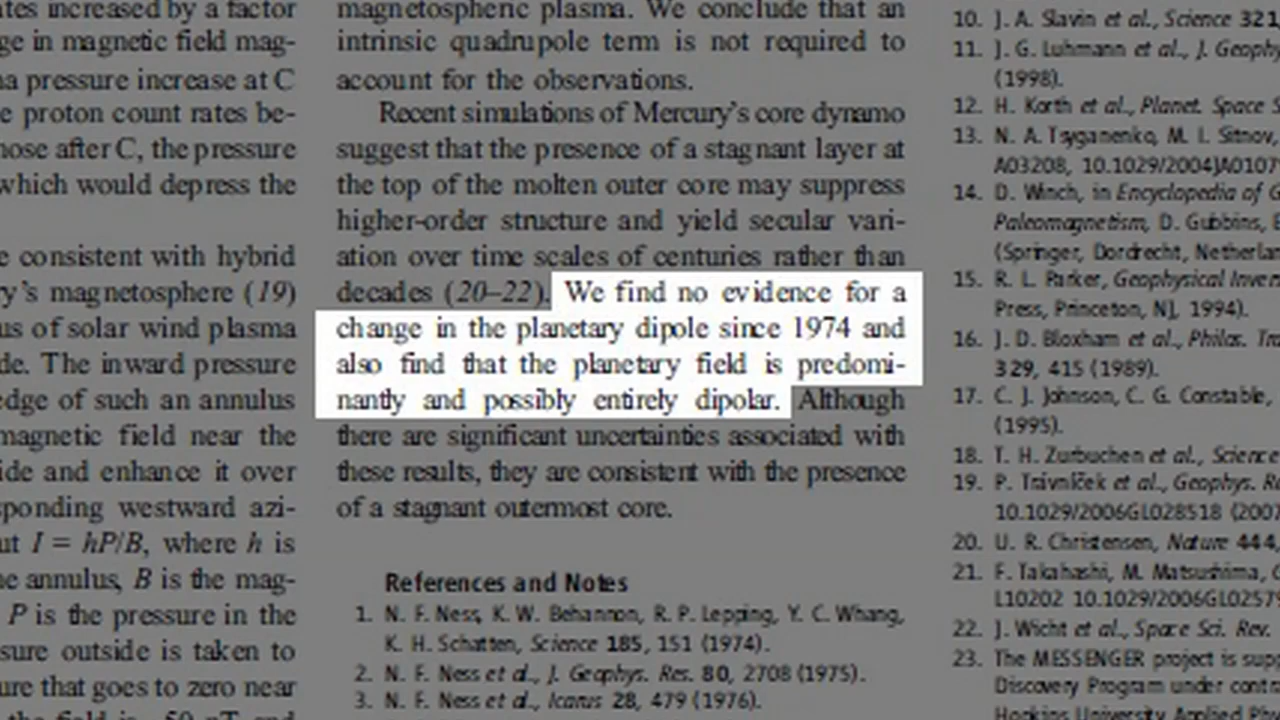 ates increased by a factor
ge in magnetic field mag-
na pressure increase at C
e proton count rates be-
nose after C, the pressure
which would depress the
e consistent with hybrid
ry's magnetosphere (19)
us of solar wind plasma
de. The inward pressure
edge of such an annulus
magnetic field near the
ide and enhance it over
sponding westward azi-
ut I = hP/B, where h is
ne annulus, B is the mag-
P is the pressure in the
sure outside is taken to
ure that goes to zero near
magnetospheric plasma. We conclude that an
intrinsic quadrupole term is not required to
account for the observations.
Recent simulations of Mercury's core dynamo
suggest that the presence of a stagnant layer at
the top of the molten outer core may suppress
higher-order structure and yield secular vari-
ation over time scales of centuries rather than
decades (20–22). We find no evidence for a
change in the planetary dipole since 1974 and
also find that the planetary field is predomi-
nantly and possibly entirely dipolar. Although
there are significant uncertainties associated with
these results, they are consistent with the presence
of a stagnant outermost core.
References and Notes
1. N. F. Ness, K. W. Behannon, R. P. Lepping, Y. C. Whang,
K. H. Schatten, Science 185, 151 (1974).
2. N. F. Ness et al., J. Geophys. Res. 80, 2708 (1975).
3. N. F. Ness et al., Icarus 28, 479 (1976).
10. J. A. Slavin et al., Science 321
11. J. G. Luhmann et al., J. Geophy
(1998).
12. H. Korth et al., Planet. Space S
13. N. A. Tsyganenko, M. I. Sitnov,
A03208, 10.1029/2004JA0107
14. D. Winch, in Encyclopedia of G
Paleomagnetism, D. Gubbins, E
(Springer, Dordrecht, Netherlan
15. R. L. Parker, Geophysical Inver
Press, Princeton, NJ, 1994).
16. J. D. Bloxham et al., Philos. Tra
329, 415 (1989).
17. C. J. Johnson, C. G. Constable,
(1995).
18. T. H. Zurbuchen et al., Science
19. P. Trávníček et al., Geophys. Re
10.1029/2006GL028518 (2007
20. U. R. Christensen, Nature 444,
21. F. Takahashi, M. Matsushima, C
L10202 10.1029/2006GL02579
22. J. Wicht et al., Space Sci. Rev.
23. The MESSENGER project is supp
Discovery Program under contr
Hopkins University Applied Phy